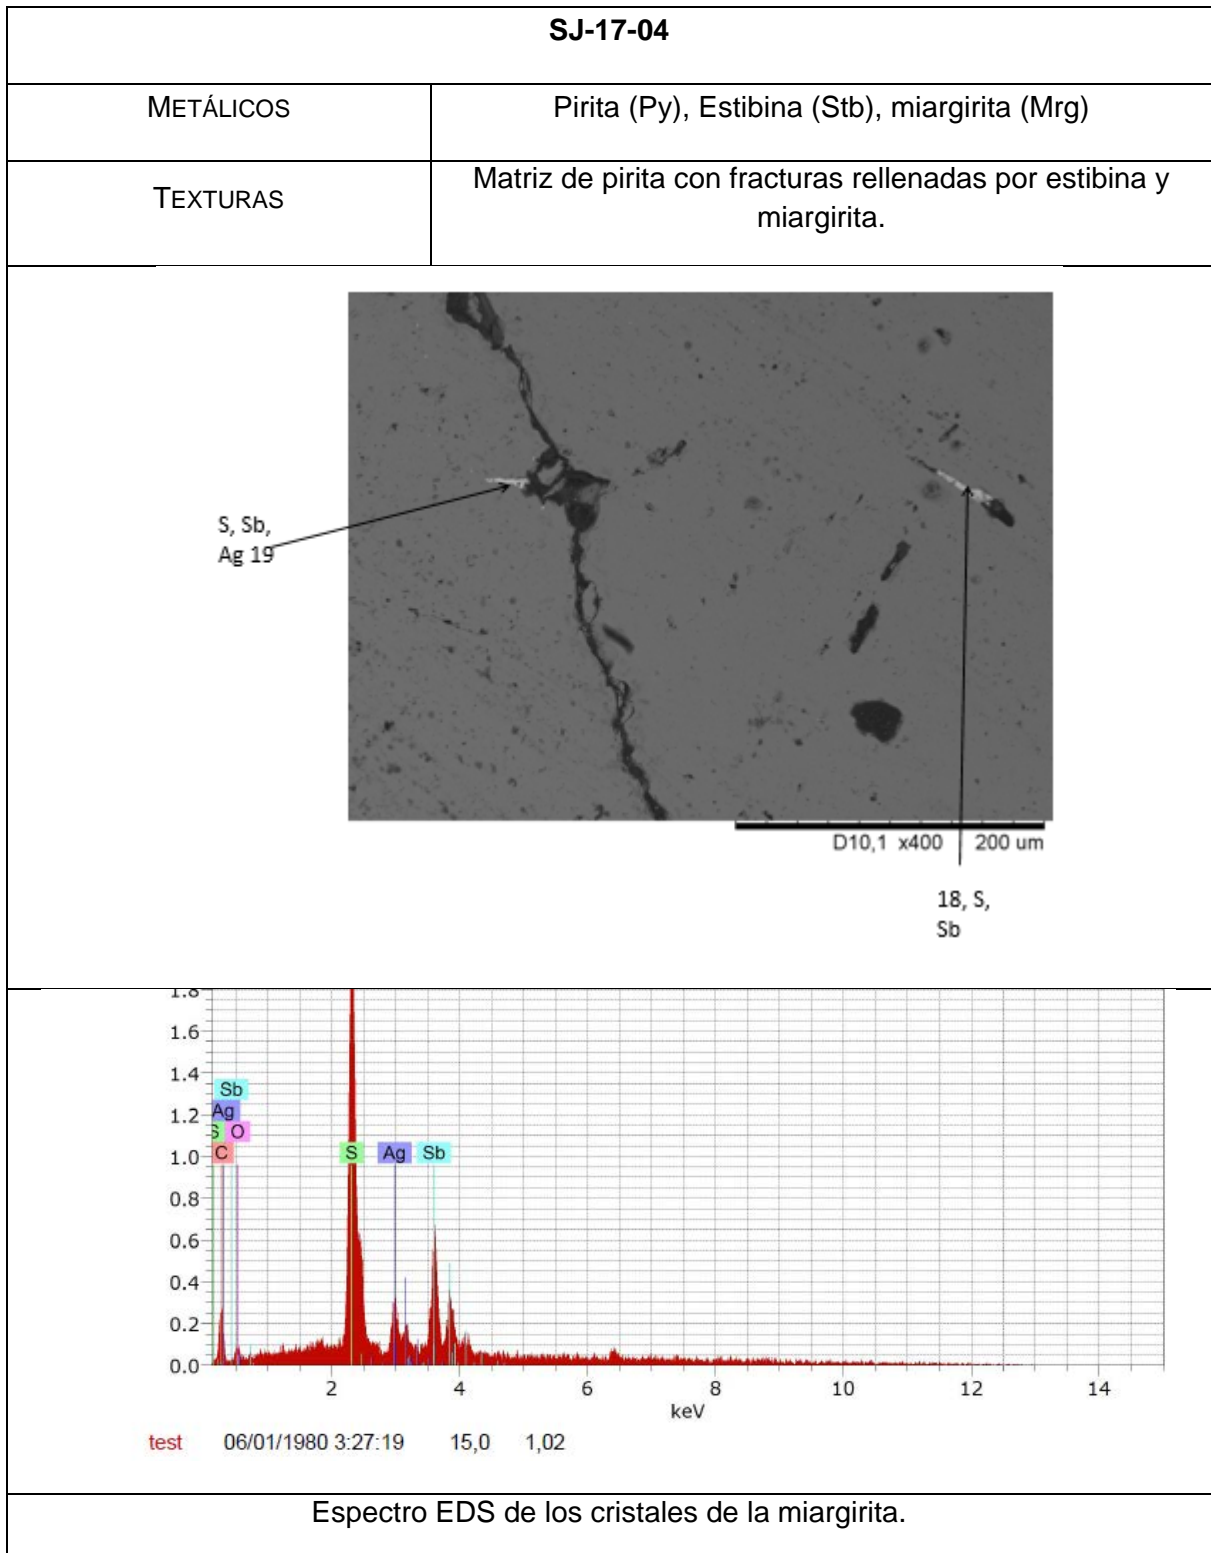 SJ-17-04
METÁLICOS
Pirita (Py), Estibina (Stb), miargirita (Mrg)
TEXTURAS
Matriz de pirita con fracturas rellenadas por estibina y
miargirita.
S, Sb,
Ag 19
D10,1 x400 200 um
18, S,
Sb
1.8
1.6
1.4
1.2
1.0
0.8
0.6
0.4
0.2
0.0
Sb
Ag
S O
C
S Ag Sb
2 4 6 8 10 12 14
keV
test 06/01/1980 3:27:19 15,0 1,02
Espectro EDS de los cristales de la miargirita.